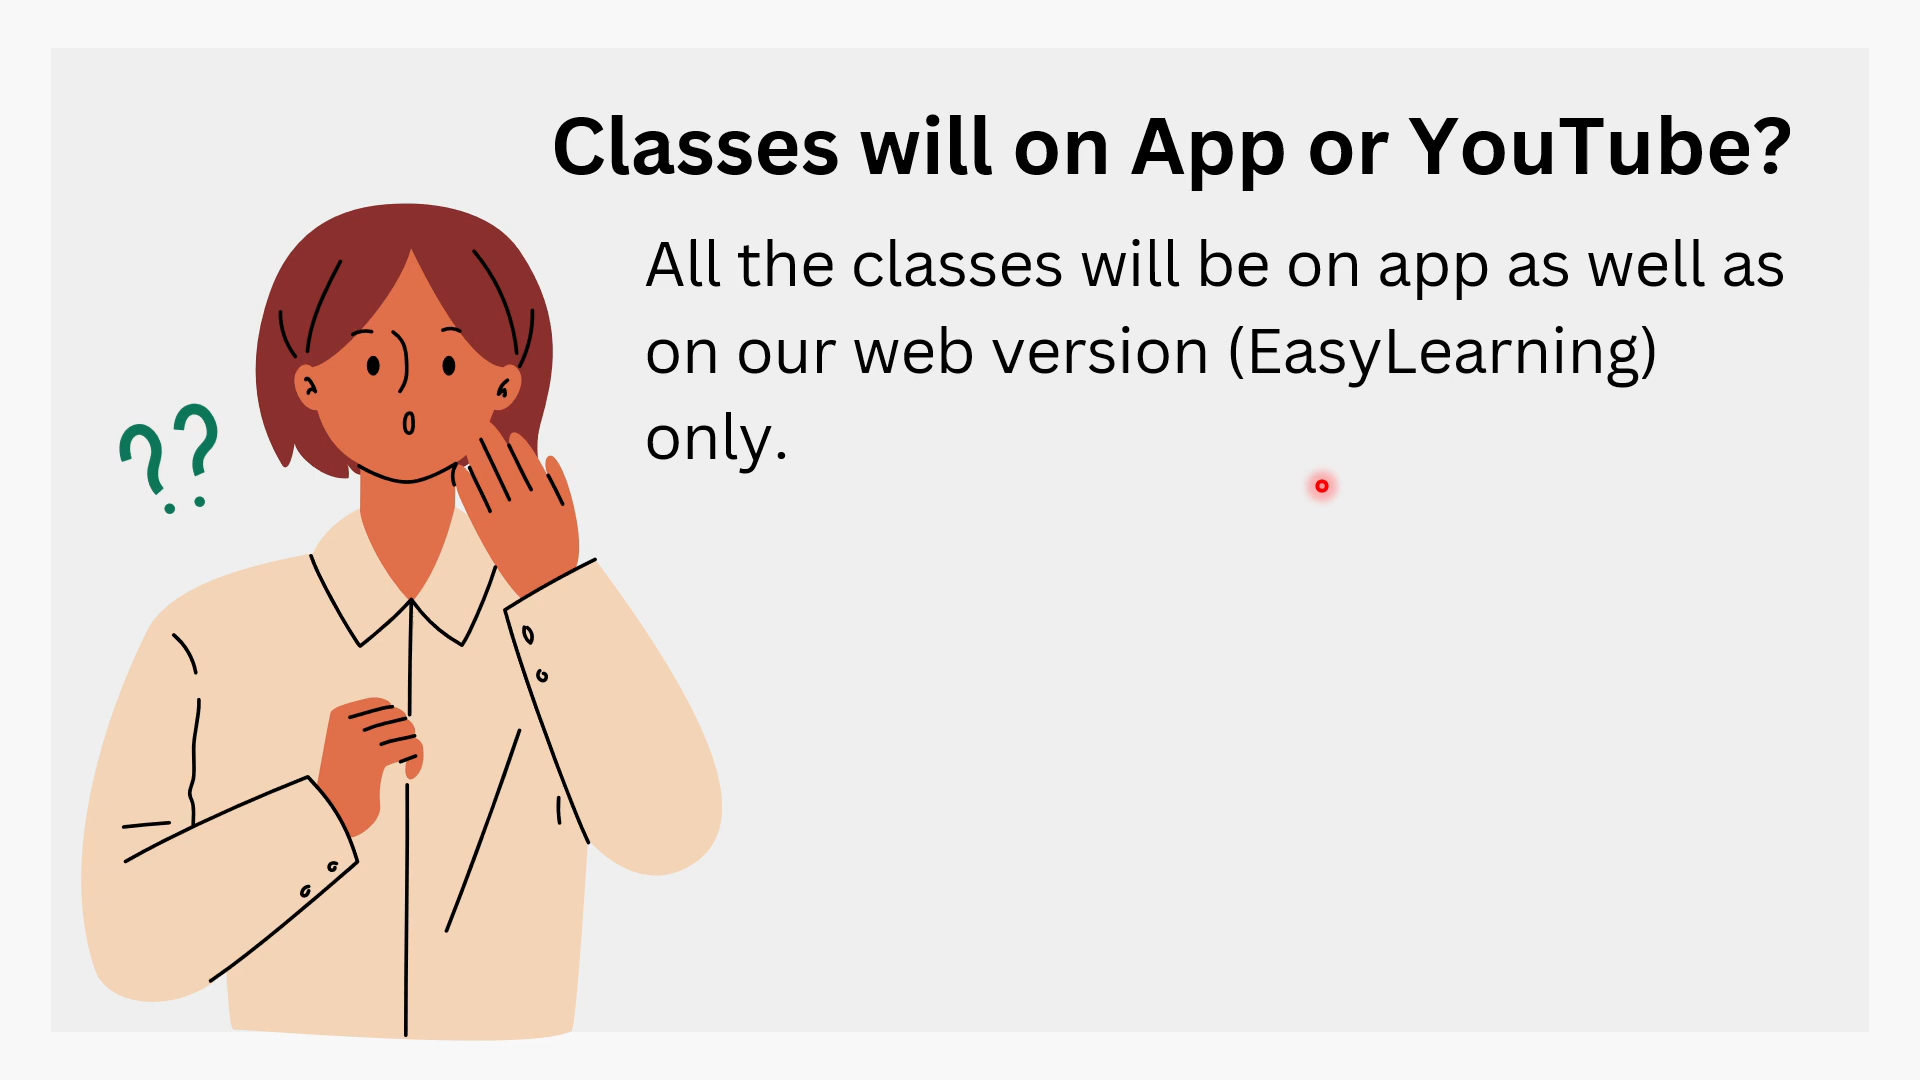 Classes will on App or YouTube?
All the classes will be on app as well as
on our web version (EasyLearning)
only.
??